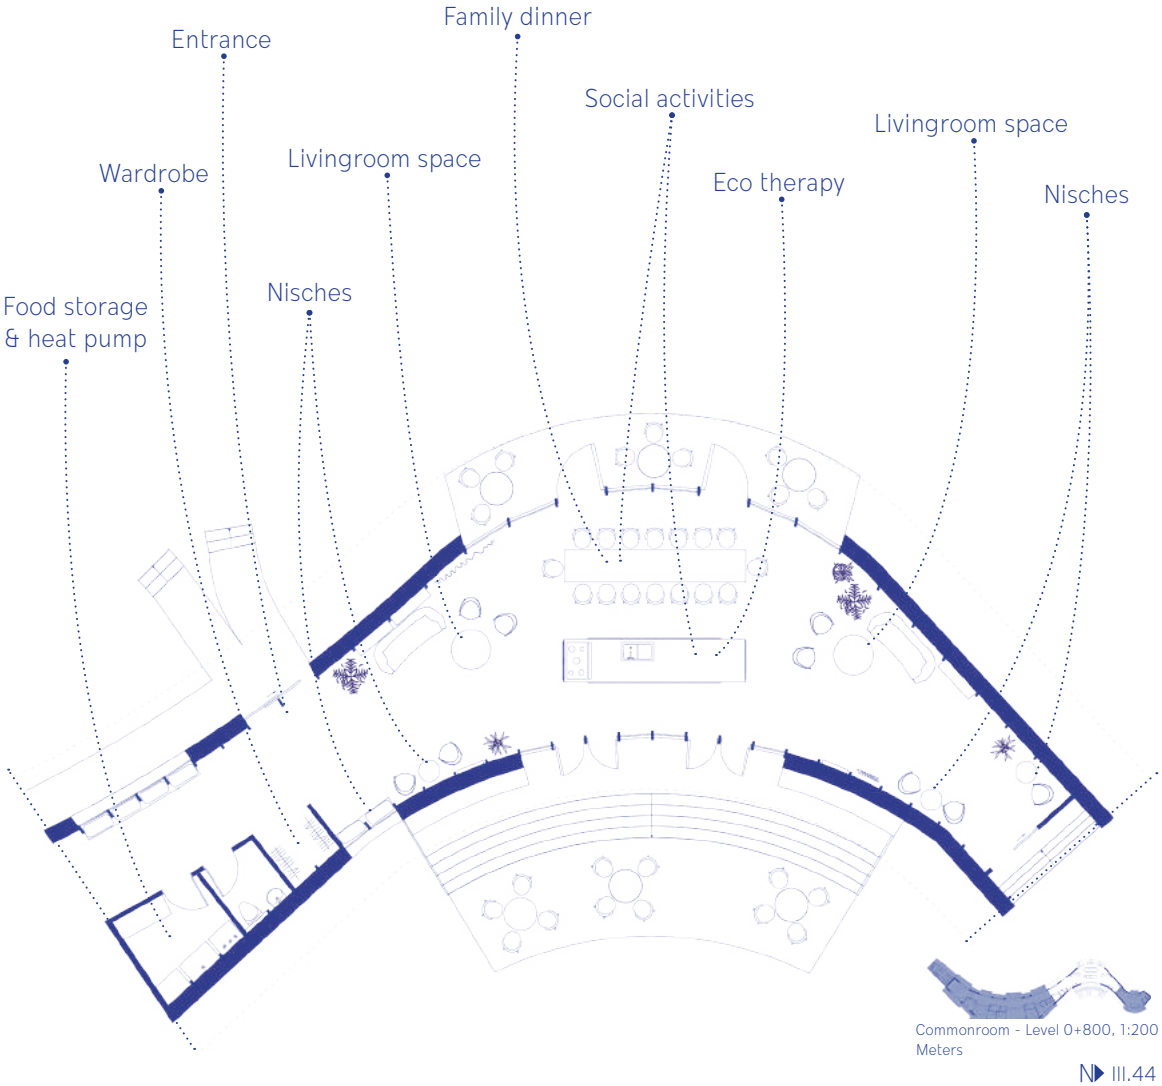 Family dinner
Entrance
Social activities
Livingroom space
Livingroom space
Wardrobe
Eco therapy
Nisches
Nisches
Food storage
& heat pump
Commonroom - Level 0+800, 1:200
Meters
N III.44